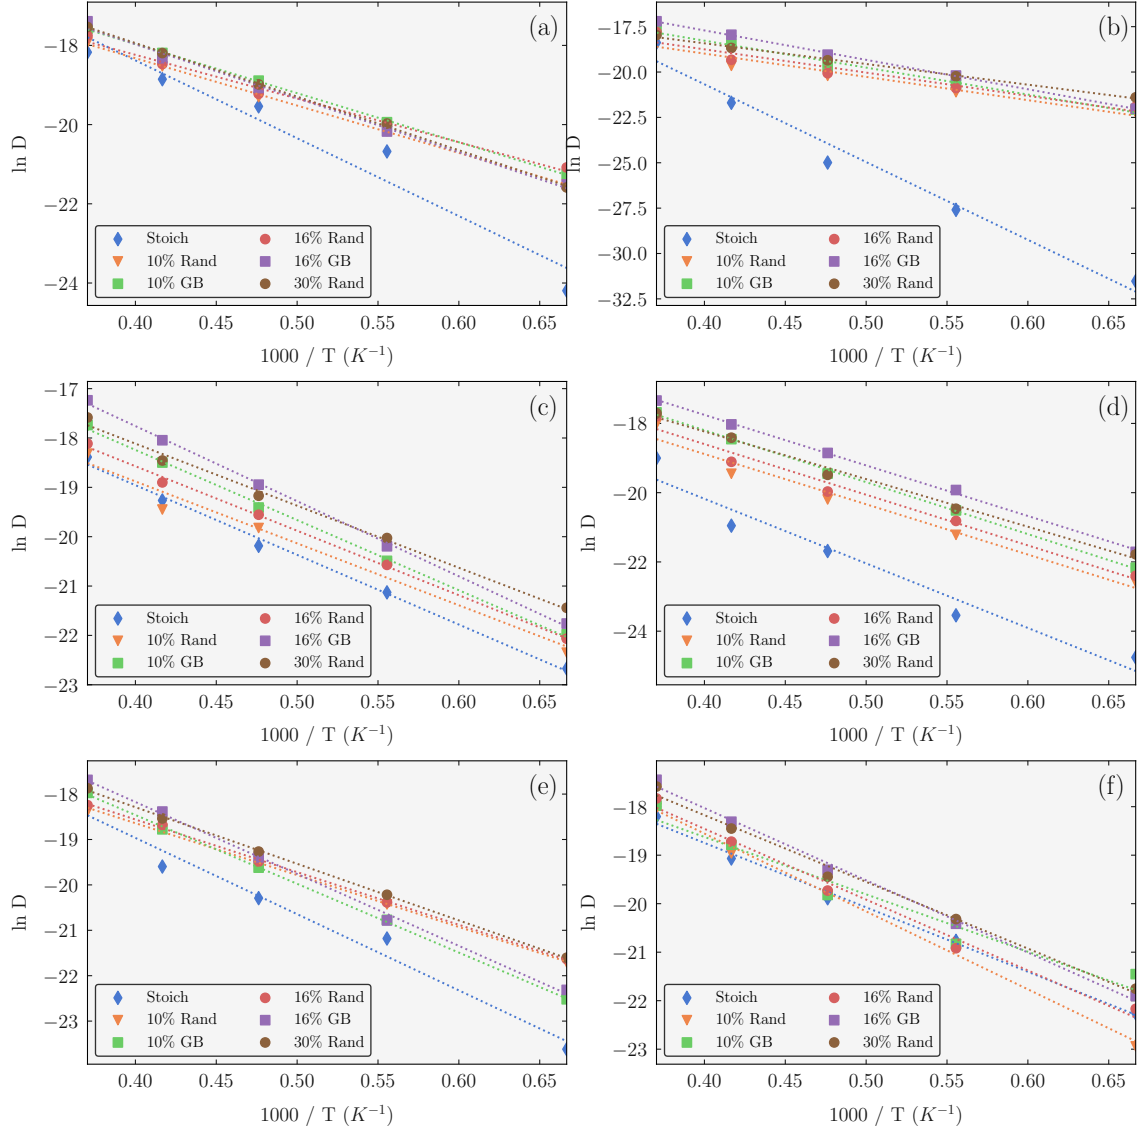 (a)
ln D
−18
−20
−22
−24
Stoich
10% Rand
10% GB
16% Rand
16% GB
30% Rand
0.40 0.45 0.50 0.55 0.60 0.65
1000 / T (K⁻¹)
(b)
ln D
−17.5
−20.0
−22.5
−25.0
−27.5
−30.0
−32.5
Stoich
10% Rand
10% GB
16% Rand
16% GB
30% Rand
0.40 0.45 0.50 0.55 0.60 0.65
1000 / T (K⁻¹)
(c)
ln D
−17
−18
−19
−20
−21
−22
−23
Stoich
10% Rand
10% GB
16% Rand
16% GB
30% Rand
0.40 0.45 0.50 0.55 0.60 0.65
1000 / T (K⁻¹)
(d)
ln D
−18
−20
−22
−24
Stoich
10% Rand
10% GB
16% Rand
16% GB
30% Rand
0.40 0.45 0.50 0.55 0.60 0.65
1000 / T (K⁻¹)
(e)
ln D
−18
−19
−20
−21
−22
−23
Stoich
10% Rand
10% GB
16% Rand
16% GB
30% Rand
0.40 0.45 0.50 0.55 0.60 0.65
1000 / T (K⁻¹)
(f)
ln D
−18
−19
−20
−21
−22
−23
Stoich
10% Rand
10% GB
16% Rand
16% GB
30% Rand
0.40 0.45 0.50 0.55 0.60 0.65
1000 / T (K⁻¹)